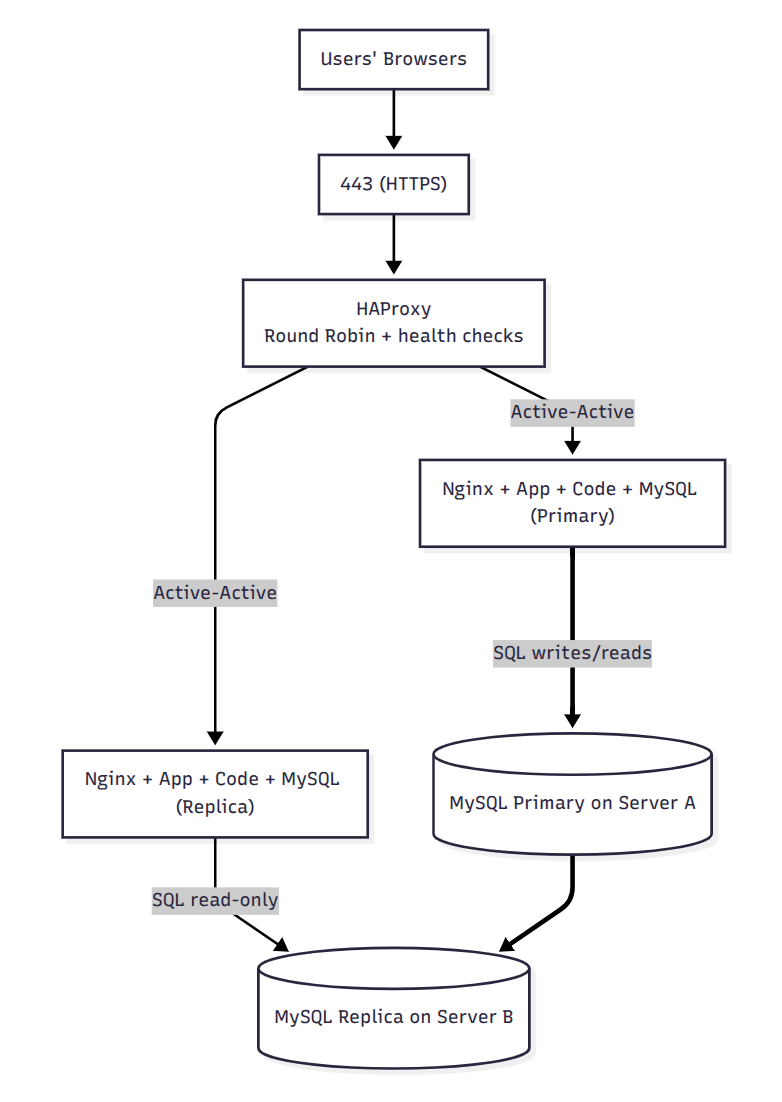 Users' Browsers
443 (HTTPS)
HAProxy
Round Robin + health checks
Active-Active
Nginx + App + Code + MySQL
(Primary)
Active-Active
SQL writes/reads
Nginx + App + Code + MySQL
(Replica)
MySQL Primary on Server A
SQL read-only
MySQL Replica on Server B